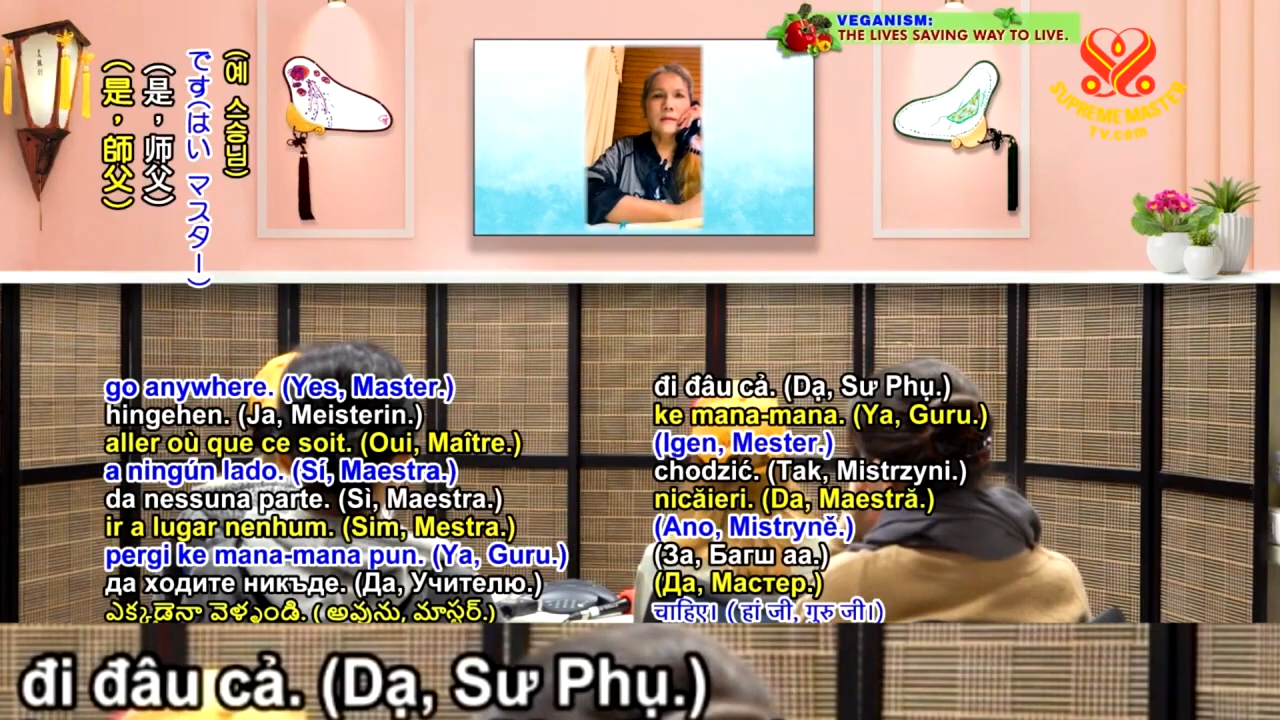 VEGANISM:
THE LIVES SAVING WAY TO LIVE.
SUPREME MASTER
TV.com
(예 스승님)
です(はい マスター)
(是，师父)
(是，師父)
go anywhere. (Yes, Master.)
hingehen. (Ja, Meisterin.)
aller où que ce soit. (Oui, Maître.)
a ningún lado. (Sí, Maestra.)
da nessuna parte. (Sì, Maestra.)
ir a lugar nenhum. (Sim, Mestra.)
pergi ke mana-mana pun. (Ya, Guru.)
да ходите никъде. (Да, Учителю.)
ఎక్కడైనా వెళ్ళండి. ( అవును, మాస్టర్.)
đi đâu cả. (Dạ, Sư Phụ.)
ke mana-mana. (Ya, Guru.)
(Igen, Mester.)
chodzić. (Tak, Mistrzyni.)
nicăieri. (Da, Maestră.)
(Ano, Mistryně.)
(За, Багш аа.)
(Да, Мастер.)
चाहिए। ( हां जी, गुरु जी।)
đi đâu cả. (Dạ, Sư Phụ.)